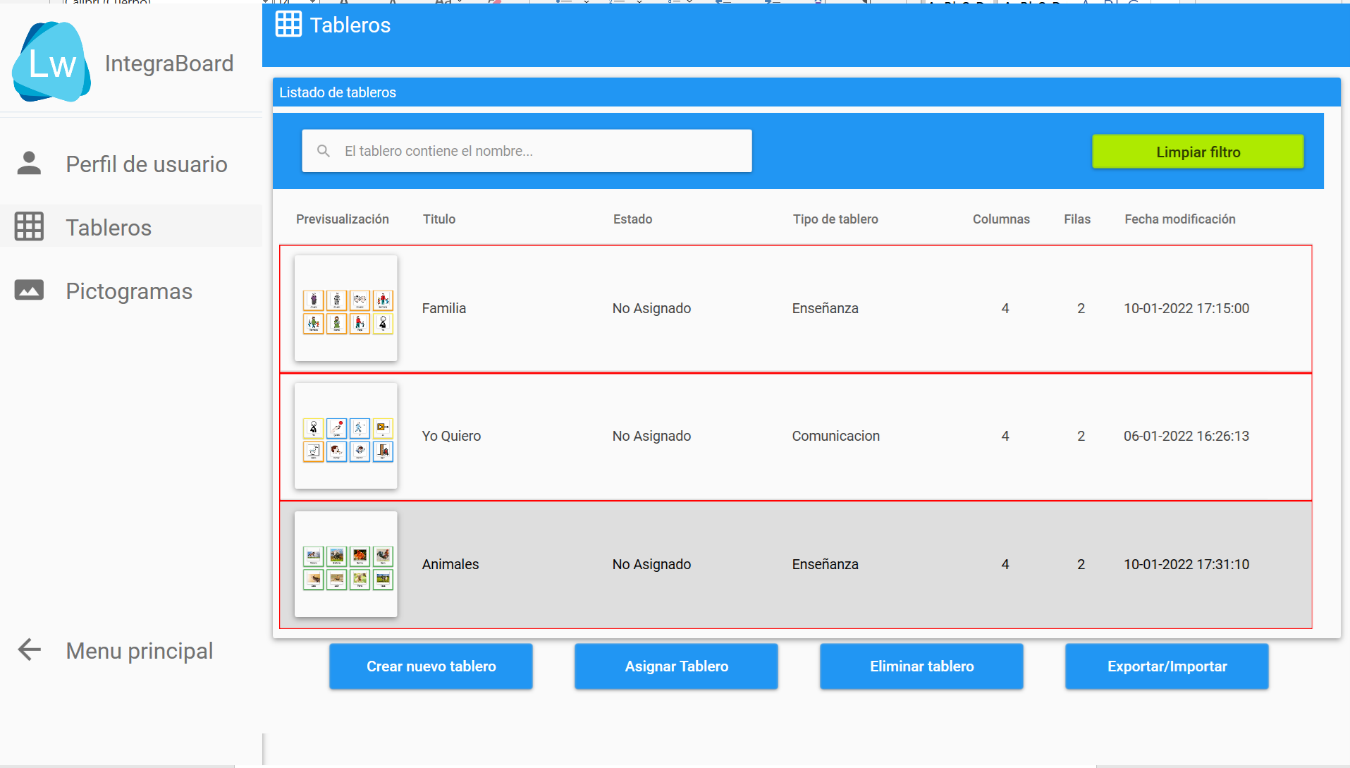 Tableros
Lw
IntegraBoard
Listado de tableros
El tablero contiene el nombre...
Limpiar filtro
Perfil de usuario
Tableros
Pictogramas
Menu principal
Previsualización Titulo Estado Tipo de tablero Columnas Filas Fecha modificación
Familia No Asignado Enseñanza 4 2 10-01-2022 17:15:00
Yo Quiero No Asignado Comunicacion 4 2 06-01-2022 16:26:13
Animales No Asignado Enseñanza 4 2 10-01-2022 17:31:10
Crear nuevo tablero Asignar Tablero Eliminar tablero Exportar/Importar